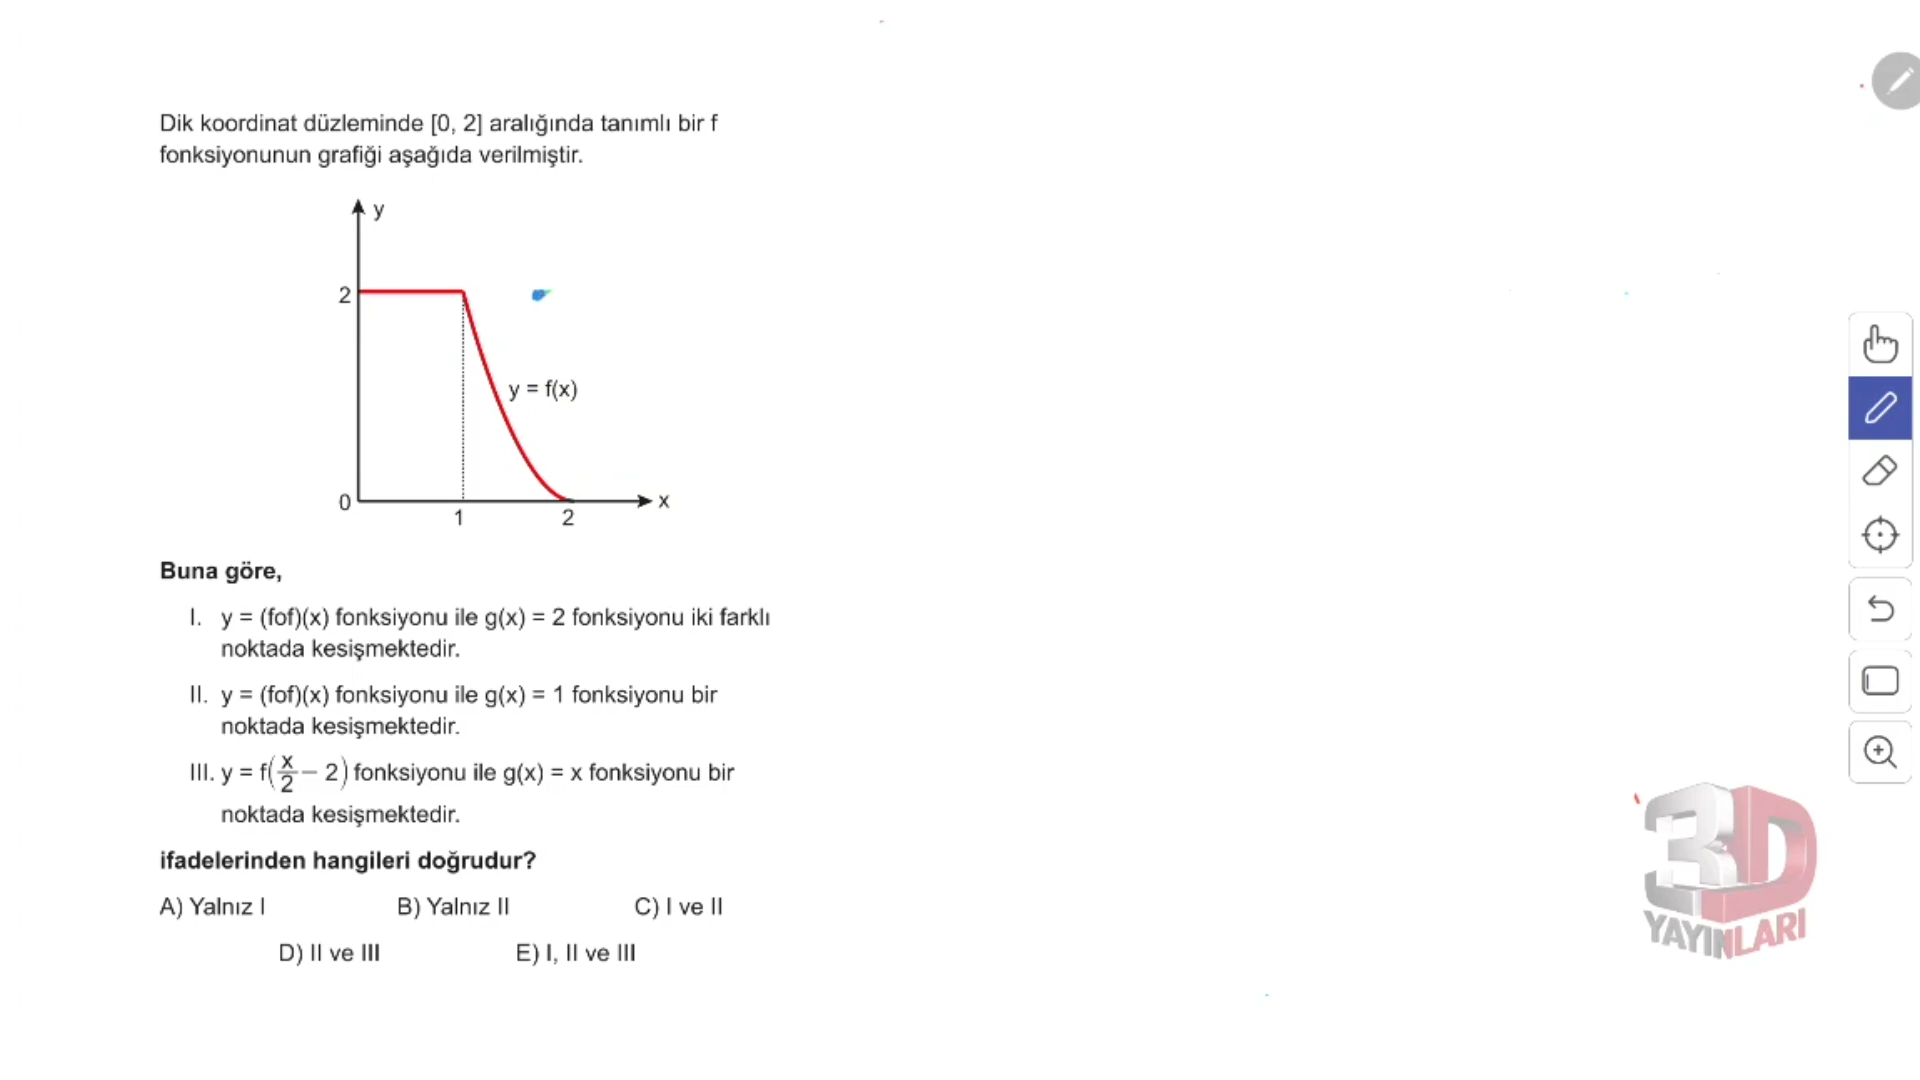 Dik koordinat düzleminde [0, 2] aralığında tanımlı bir f
fonksiyonunun grafiği aşağıda verilmiştir.
y
2
y = f(x)
0
x
1
2
Buna göre,
I. y = (fof)(x) fonksiyonu ile g(x) = 2 fonksiyonu iki farklı
noktada kesişmektedir.
II. y = (fof)(x) fonksiyonu ile g(x) = 1 fonksiyonu bir
noktada kesişmektedir.
III. y = f(x/2 − 2) fonksiyonu ile g(x) = x fonksiyonu bir
noktada kesişmektedir.
ifadelerinden hangileri doğrudur?
A) Yalnız I B) Yalnız II C) I ve II
D) II ve III E) I, II ve III
3D
YAYINLARI